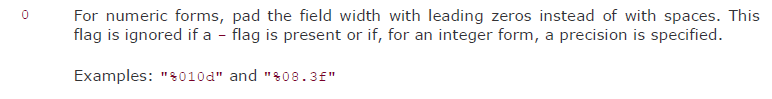 0 For numeric forms, pad the field width with leading zeros instead of with spaces. This
flag is ignored if a – flag is present or if, for an integer form, a precision is specified.
Examples: "%010d" and "%08.3f"